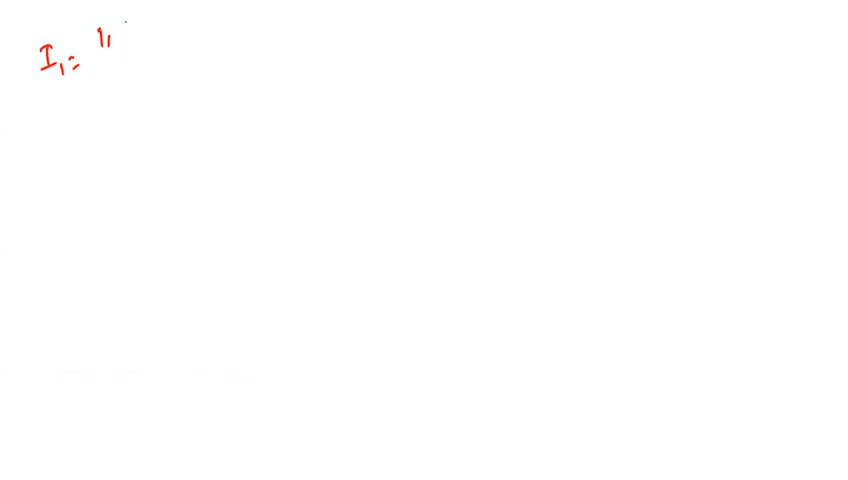 I₁ =